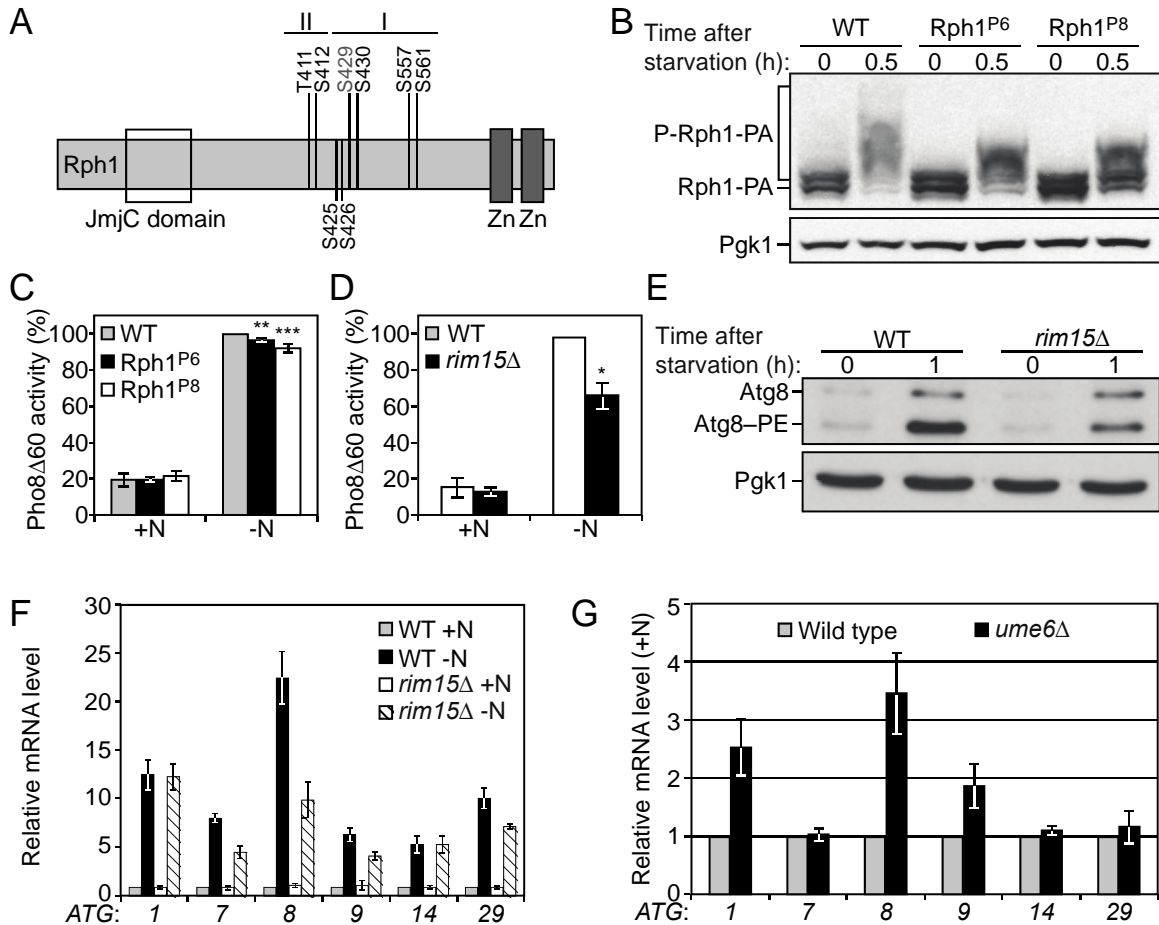 A
II I
T411
S412
S429
S430
S557
S561
Rph1
JmjC domain
S425
S426
Zn Zn
B
Time after
starvation (h):
WT Rph1P6 Rph1P8
0 0.5 0 0.5 0 0.5
P-Rph1-PA
Rph1-PA
Pgk1
C
Pho8Δ60 activity (%)
100
80
60
40
20
0
WT
Rph1P6
Rph1P8
** ***
+N -N
D
Pho8Δ60 activity (%)
100
80
60
40
20
0
WT
rim15Δ
*
+N -N
E
Time after
starvation (h):
WT rim15Δ
0 1 0 1
Atg8
Atg8–PE
Pgk1
F
Relative mRNA level
30
25
20
15
10
5
0
WT +N
WT -N
rim15Δ +N
rim15Δ -N
ATG: 1 7 8 9 14 29
G
Relative mRNA level (+N)
5
4
3
2
1
0
Wild type ume6Δ
ATG: 1 7 8 9 14 29